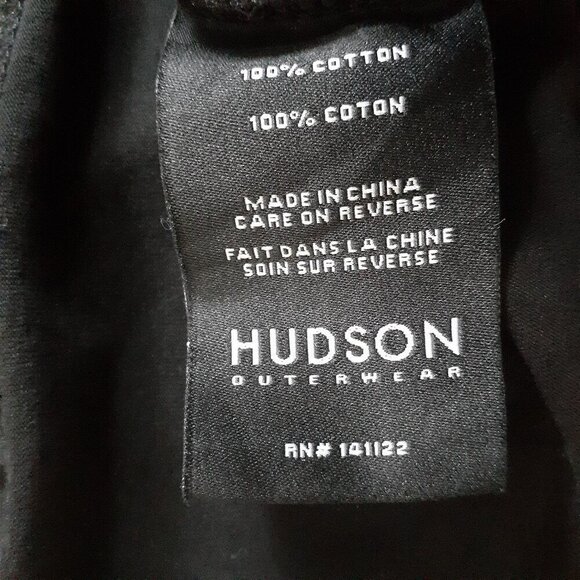 100% COTTON
100% COTON
MADE IN CHINA
CARE ON REVERSE
FAIT DANS LA CHINE
SOIN SUR REVERSE
HUDSON
OUTERWEAR
RN# 141122